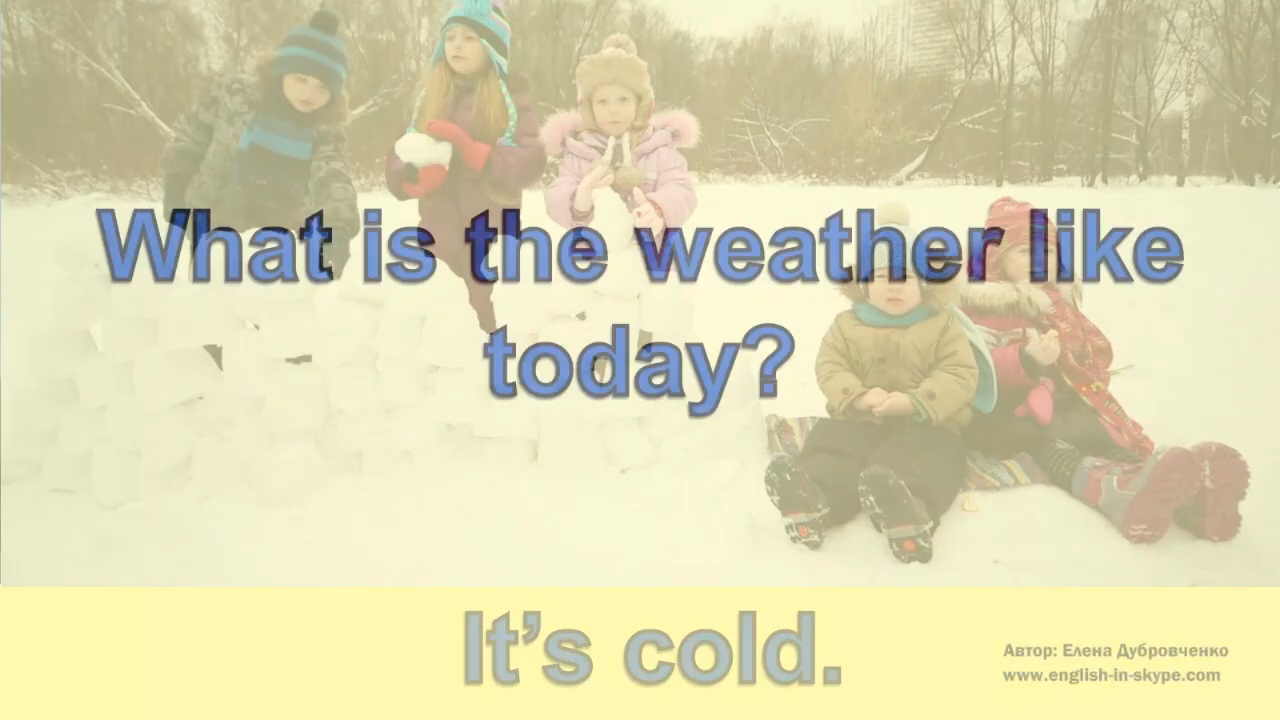 What is the weather like
today?
It’s cold.
Автор: Елена Дубровченко
www.english-in-skype.com